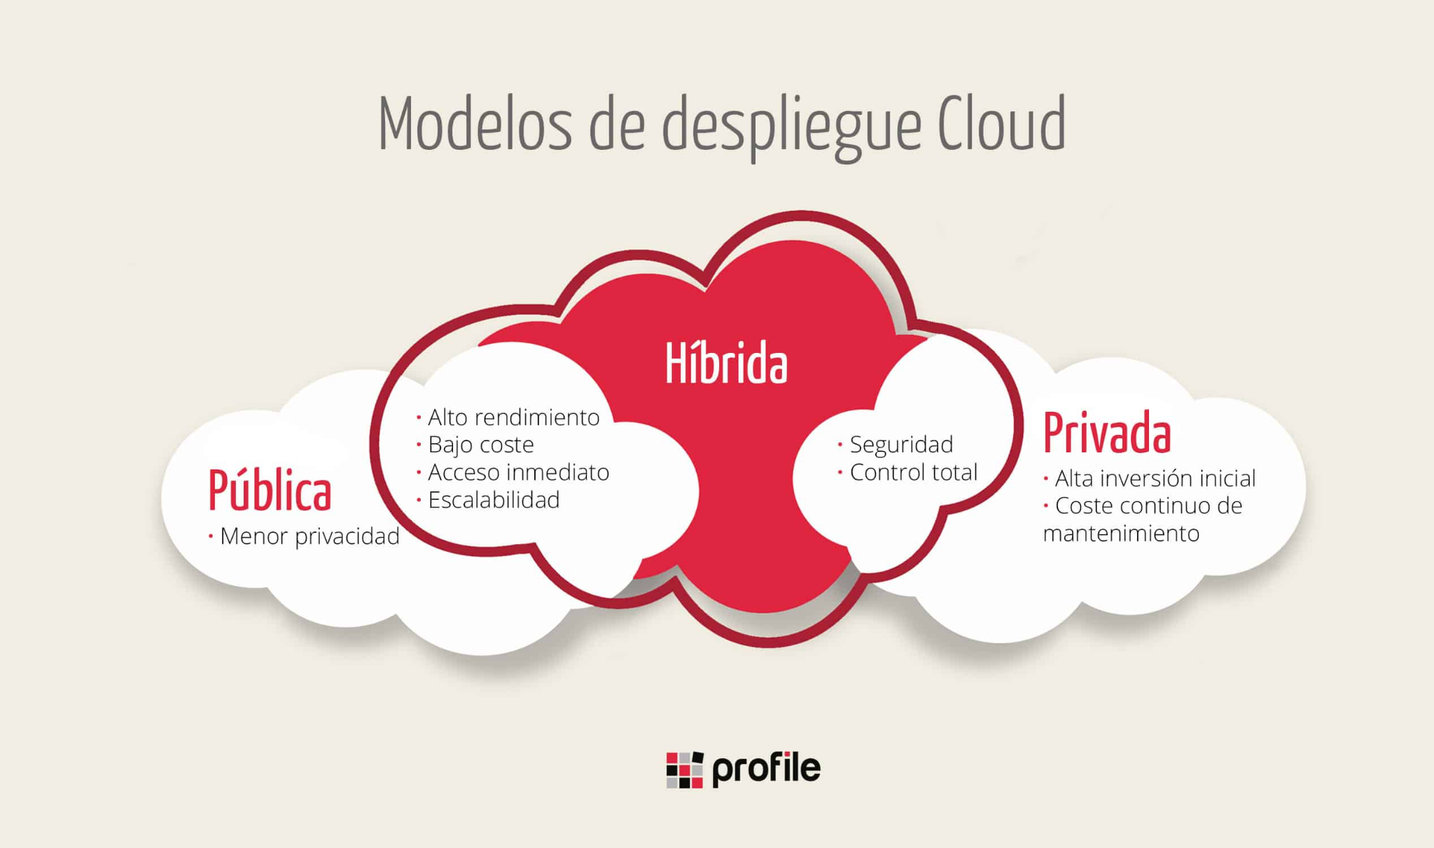 Modelos de despliegue Cloud
Híbrida
Pública
• Menor privacidad
• Alto rendimiento
• Bajo coste
• Acceso inmediato
• Escalabilidad
• Seguridad
• Control total
Privada
• Alta inversión inicial
• Coste continuo de
mantenimiento
profile